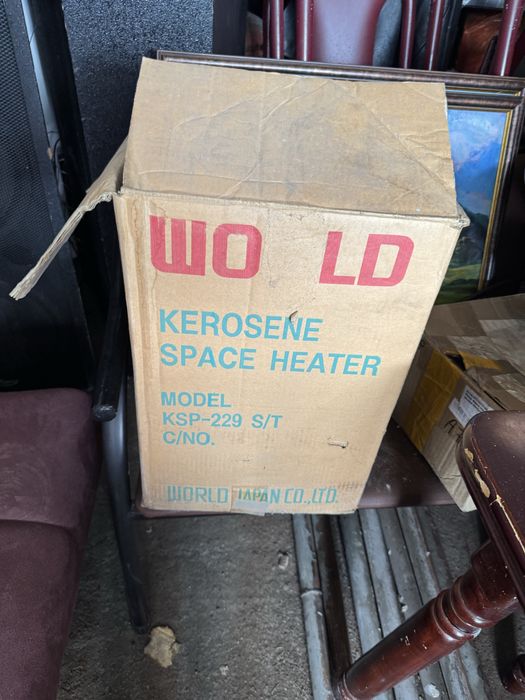 WO LD
KEROSENE
SPACE HEATER
MODEL
KSP-229 S/T
C/NO.
WORLD JAPAN CO.,LTD.